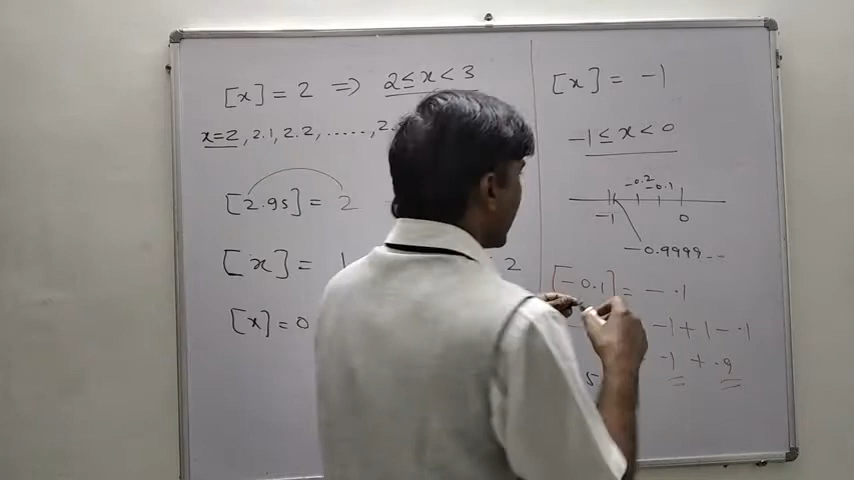 [x] = 2 ⇒ 2 ≤ x < 3
x=2, 2.1, 2.2, ....., 2.
[2.95] = 2
[x] = 1 2
[x] = 0
[x] = -1
-1 ≤ x < 0
-0.2 -0.1
-1 0
-0.9999...
[-0.1] = -.1
-1+1-.1
-1 + .9
5